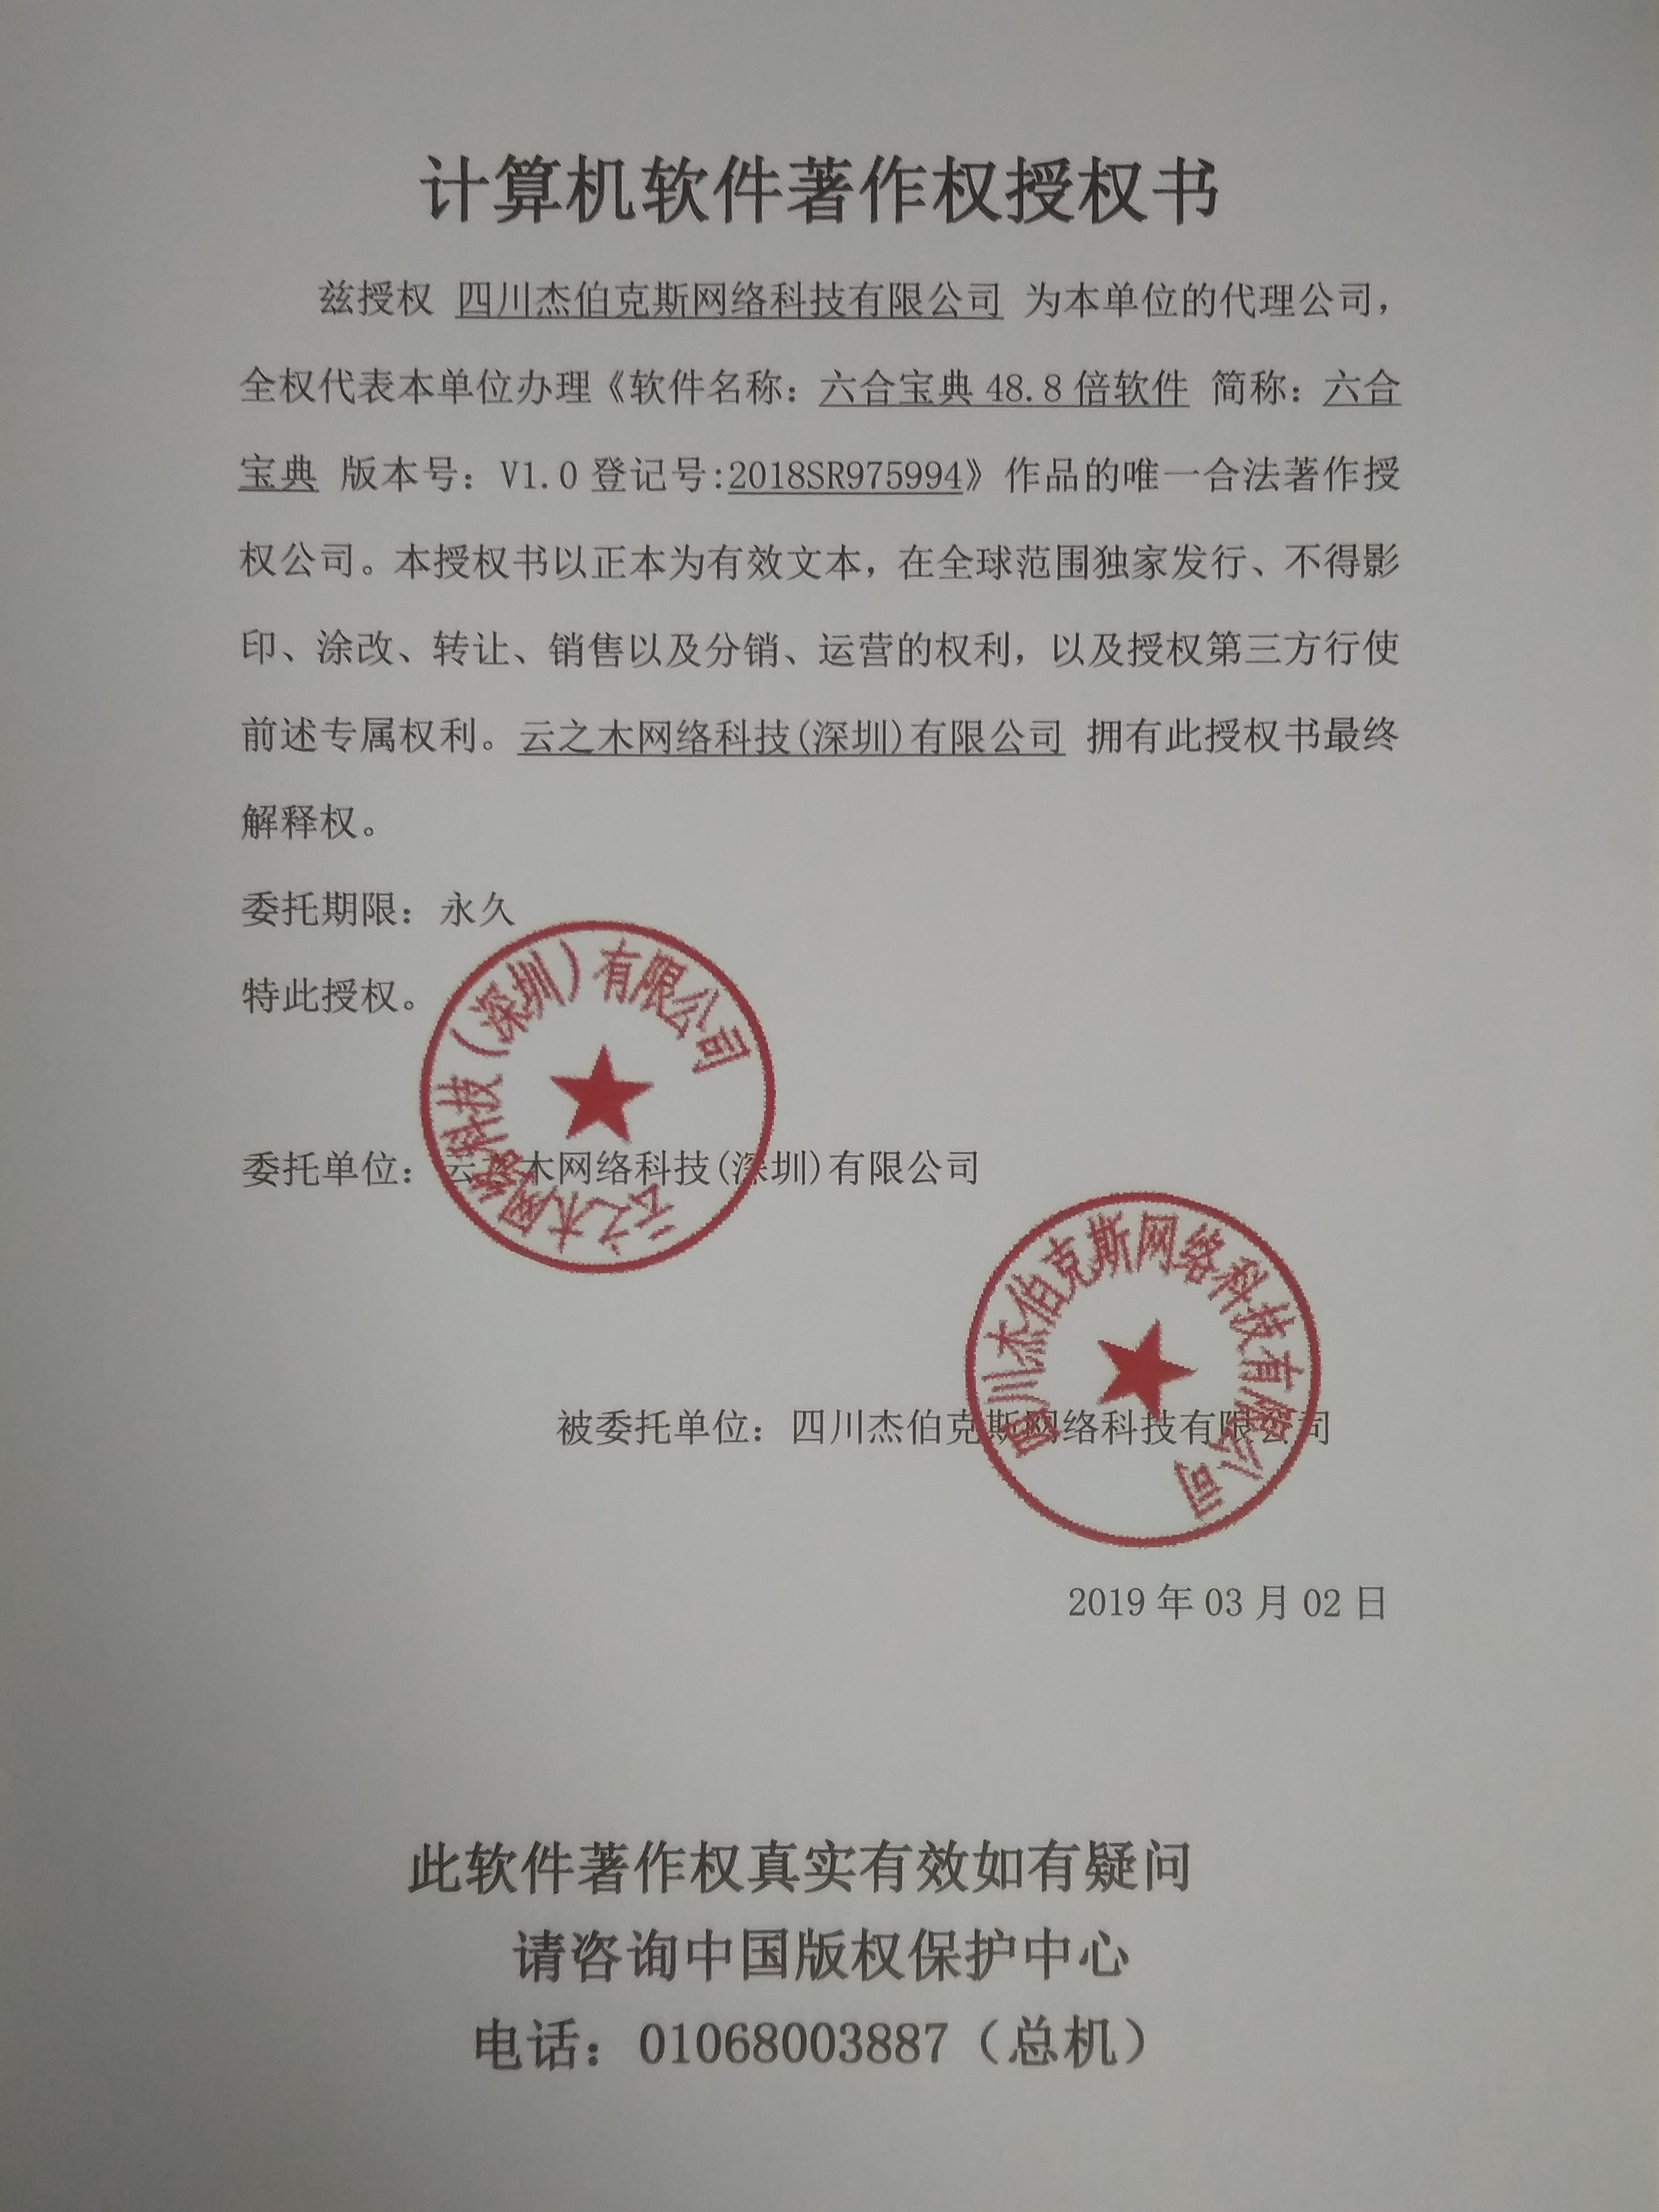 计算机软件著作权授权书
兹授权 四川杰伯克斯网络科技有限公司 为本单位的代理公司，
全权代表本单位办理《软件名称：六合宝典 48.8 倍软件 简称：六合
宝典 版本号：V1.0 登记号:2018SR975994》作品的唯一合法著作授
权公司。本授权书以正本为有效文本，在全球范围独家发行、不得影
印、涂改、转让、销售以及分销、运营的权利，以及授权第三方行使
前述专属权利。云之木网络科技(深圳)有限公司 拥有此授权书最终
解释权。
委托期限：永久
特此授权。
云之木网络科技（深圳）有限公司
委托单位：云之木网络科技(深圳)有限公司
四川杰伯克斯网络科技有限公司
被委托单位：四川杰伯克斯网络科技有限公司
2019 年 03 月 02 日
此软件著作权真实有效如有疑问
请咨询中国版权保护中心
电话：01068003887（总机）